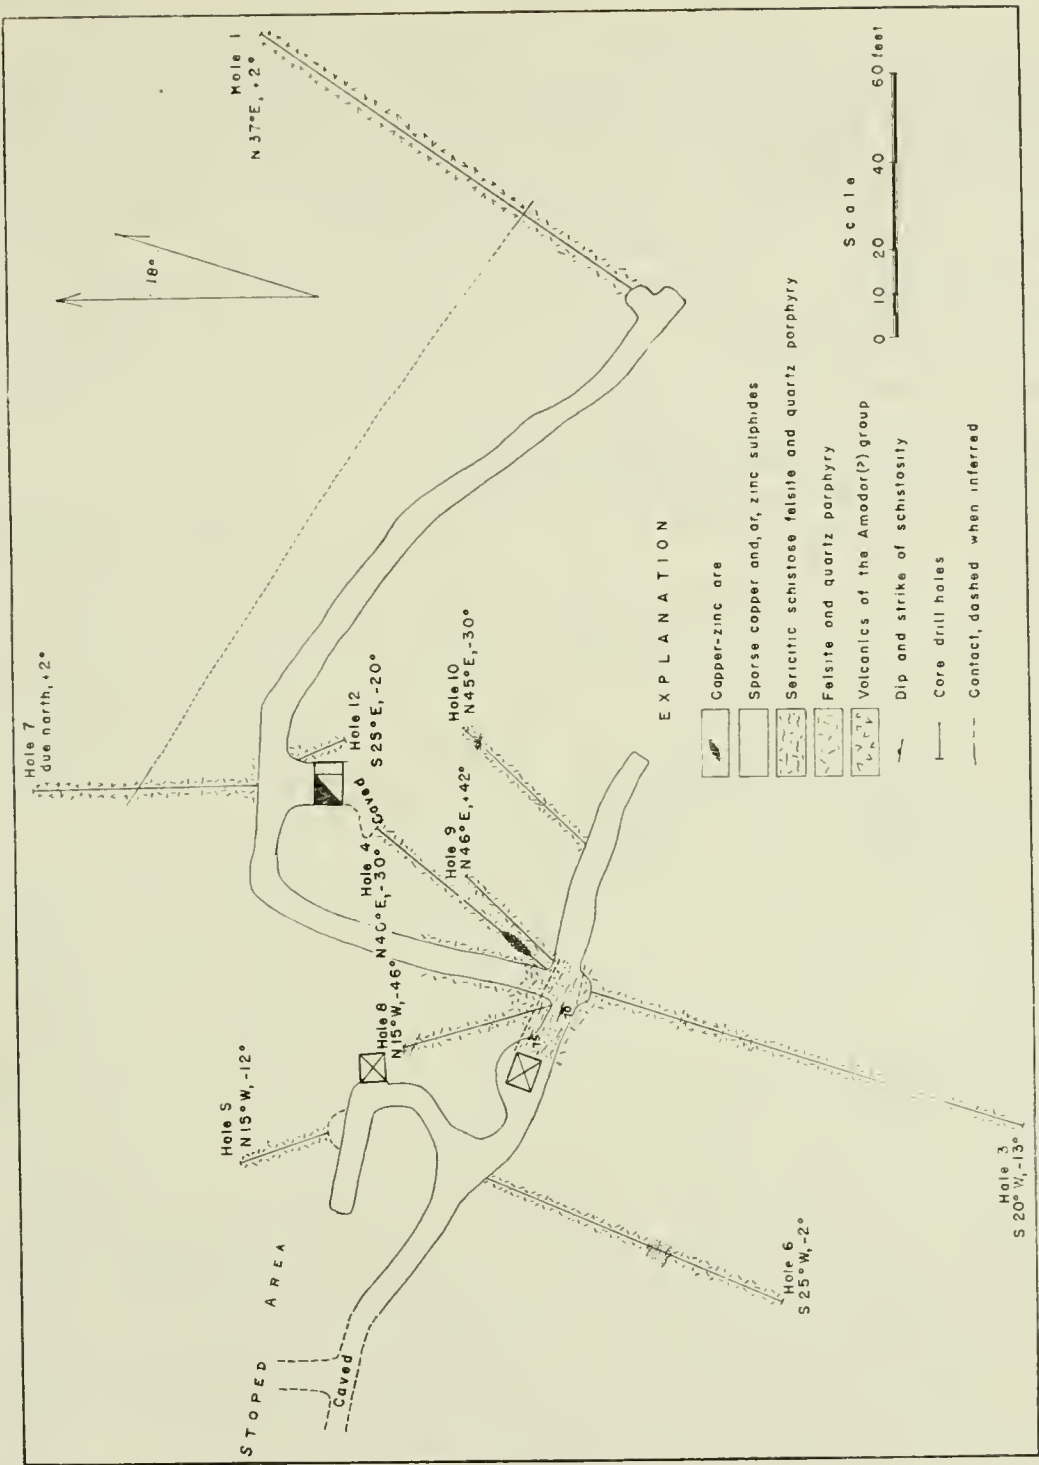 Hole 1
N 37°E, +2°
18°
Hole 7
due north, +2°
Hole 12
S 25° E, -20°
Caved
Hole 10
N 45° E, -30°
Hole 4
N 40° E, -30°
Hole 9
N 46° E, +42°
Hole 8
N 15° W, -46°
Hole 5
N 15° W, -12°
75
70
STOPED AREA
Caved
Hole 6
S 25° W, -2°
Hole 3
S 20° W, -13°
EXPLANATION
Copper-zinc ore
Sparse copper and, or, zinc sulphides
Sericitic schistose felsite and quartz porphyry
Felsite and quartz porphyry
Volcanics of the Amador(?) group
Dip and strike of schistosity
Core drill holes
Contact, dashed when inferred
Scale
0 10 20 40 60 feet